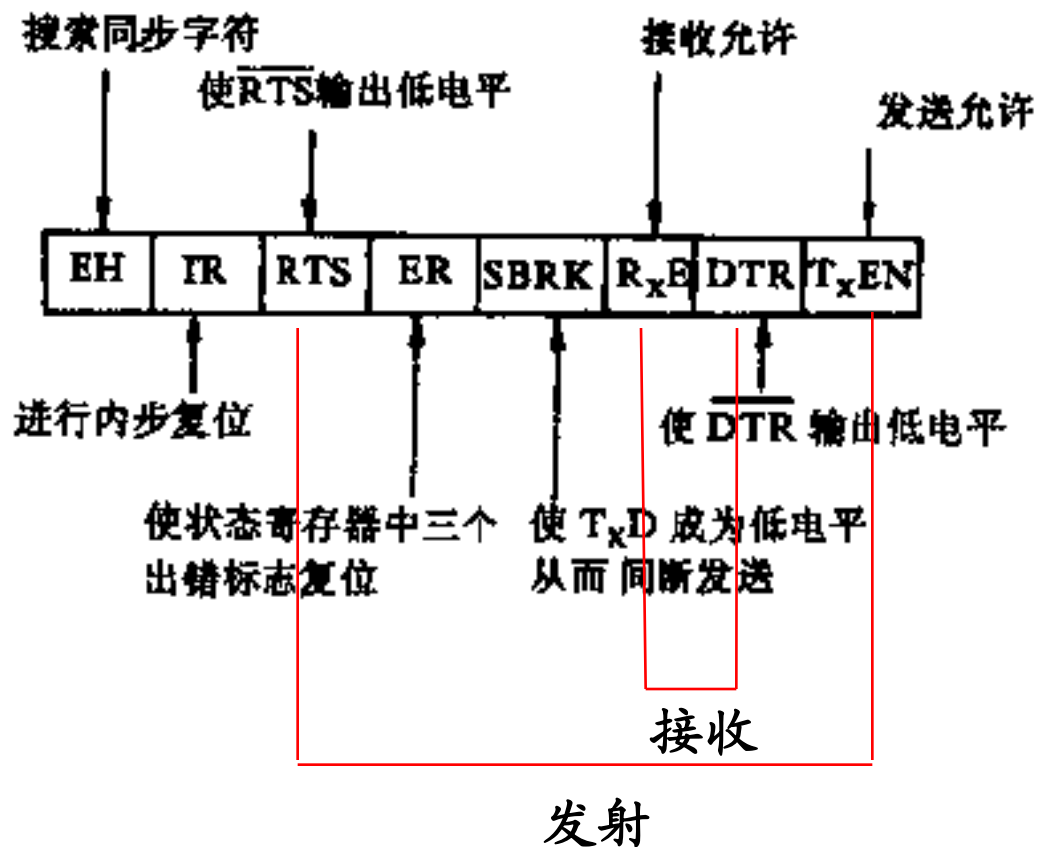 搜索同步字符
使RTS输出低电平
接收允许
发送允许
EH IR RTS ER SBRK RxE DTR TxEN
进行内步复位
使DTR输出低电平
使状态寄存器中三个
出错标志复位
使TxD成为低电平
从而间断发送
接收
发射